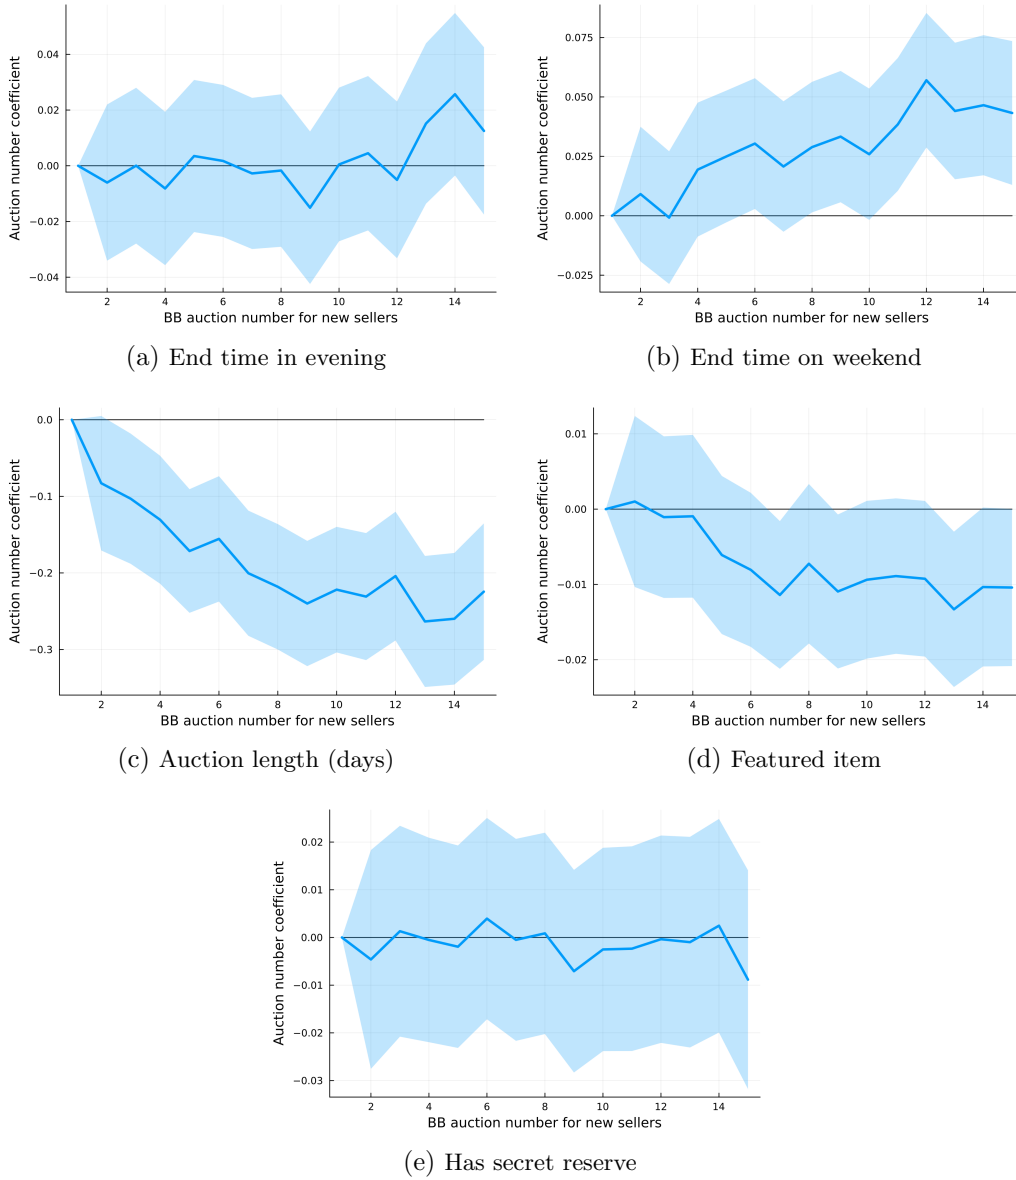 Auction number coefficient
0.04
0.02
0.00
−0.02
−0.04
2 4 6 8 10 12 14
BB auction number for new sellers
(a) End time in evening
Auction number coefficient
0.075
0.050
0.025
0.000
−0.025
2 4 6 8 10 12 14
BB auction number for new sellers
(b) End time on weekend
Auction number coefficient
0.0
−0.1
−0.2
−0.3
2 4 6 8 10 12 14
BB auction number for new sellers
(c) Auction length (days)
Auction number coefficient
0.01
0.00
−0.01
−0.02
2 4 6 8 10 12 14
BB auction number for new sellers
(d) Featured item
Auction number coefficient
0.02
0.01
0.00
−0.01
−0.02
−0.03
2 4 6 8 10 12 14
BB auction number for new sellers
(e) Has secret reserve